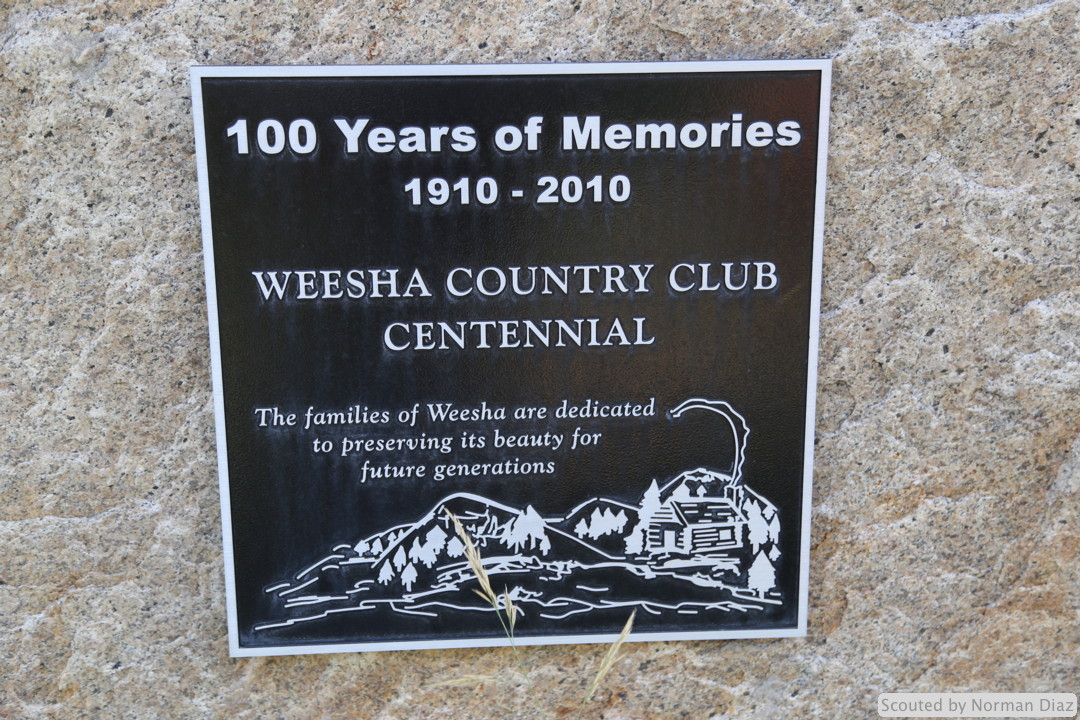 100 Years of Memories
1910 - 2010
WEESHA COUNTRY CLUB
CENTENNIAL
The families of Weesha are dedicated
to preserving its beauty for
future generations
Scouted by Norman Diaz